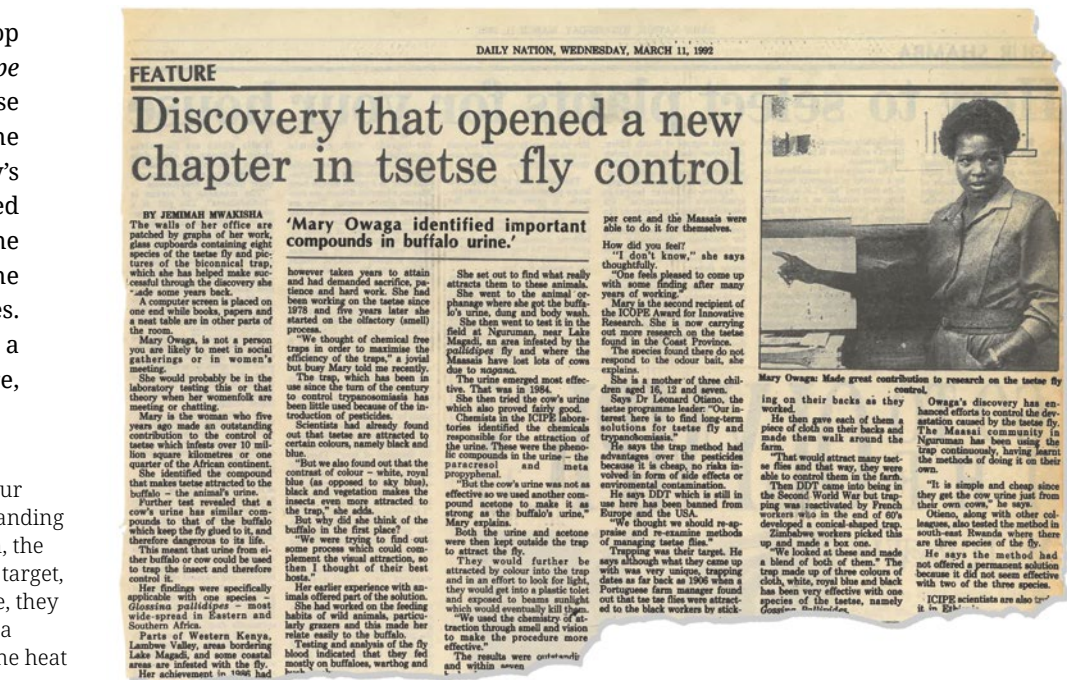 op
pe
se
ne
y’s
ed
ne
ne
es.
a
re,
ur
anding
n, the
target,
e, they
a
ne heat
DAILY NATION, WEDNESDAY, MARCH 11, 1992
FEATURE
Discovery that opened a new
chapter in tsetse fly control
BY JEMIMAH MWAKISHA
The walls of her office are
patched by graphs of her work,
glass cupboards containing eight
species of the tsetse fly and pic-
tures of the biconnical trap,
which she has helped make suc-
cessful through the discovery she
made some years back.
A computer screen is placed on
one end while books, papers and
a neat table are in other parts of
the room.
Mary Owaga, is not a person
you are likely to meet in social
gatherings or in women's
meeting.
She would probably be in the
laboratory testing this or that
theory when her womenfolk are
meeting or chatting.
Mary is the woman who five
years ago made an outstanding
contribution to the control of
tsetse which infests over 10 mil-
lion square kilometres or one
quarter of the African continent.
She identified the compound
that makes tsetse attracted to the
buffalo – the animal's urine.
Further test revealed that a
cow's urine has similar com-
pounds to that of the buffalo
which keep the fly glued to it, and
therefore dangerous to its life.
This meant that urine from ei-
ther buffalo or cow could be used
to trap the insect and therefore
control it.
Her findings were specifically
applicable with one species –
Glossina pallidipes – most
wide-spread in Eastern and
Southern Africa.
Parts of Western Kenya,
Lambwe Valley, areas bordering
Lake Magadi, and some coastal
areas are infested with the fly.
Her achievement in 1986 had
'Mary Owaga identified important
compounds in buffalo urine.'
however taken years to attain
and had demanded sacrifice, pa-
tience and hard work. She had
been working on the tsetse since
1978 and five years later she
started on the olfactory (smell)
process.
"We thought of chemical free
traps in order to maximise the
efficiency of the traps," a jovial
but busy Mary told me recently.
The trap, which has been in
use since the turn of the century
to control trypanosomiasis has
been little used because of the in-
troduction of pesticides.
Scientists had already found
out that tsetse are attracted to
certain colours, namely black and
blue.
"But we also found out that the
contrast of colour – white, royal
blue (as opposed to sky blue),
black and vegetation makes the
insects even more attracted to
the trap," she adds.
But why did she think of the
buffalo in the first place?
"We were trying to find out
some process which could com-
plement the visual attraction, so
then I thought of their best
hosts."
Her earlier experience with an-
imals offered part of the solution.
She had worked on the feeding
habits of wild animals, particu-
larly grazers and this made her
relate easily to the buffalo.
Testing and analysis of the fly
blood indicated that they fed
mostly on buffaloes, warthog and
She set out to find what really
attracts them to these animals.
She went to the animal or-
phanage where she got the buffa-
lo's urine, dung and body wash.
She then went to test it in the
field at Nguruman, near Lake
Magadi, an area infested by the
pallidipes fly and where the
Maasais have lost lots of cows
due to nagana.
The urine emerged most effec-
tive. That was in 1984.
She then tried the cow's urine
which also proved fairly good.
Chemists in the ICIPE labora-
tories identified the chemicals
responsible for the attraction of
the urine. These were the pheno-
lic compounds in the urine – the
paracresol and meta
propyphenal.
"But the cow's urine was not as
effective so we used another com-
pound acetone to make it as
strong as the buffalo's urine,"
Mary explains.
Both the urine and acetone
were then kept outside the trap
to attract the fly.
They would further be
attracted by colour into the trap
and in an effort to look for light,
they would get into a plastic tolet
and exposed to beams sunlight
which would eventually kill them.
"We used the chemistry of at-
traction through smell and vision
to make the procedure more
effective."
The results were outstandin
and within seven
per cent and the Maasais were
able to do it for themselves.
How did you feel?
"I don't know," she says
thoughtfully.
"One feels pleased to come up
with some finding after many
years of working."
Mary is the second recipient of
the ICOPE Award for Innovative
Research. She is now carrying
out more research on the tsetse
found in the Coast Province.
The species found there do not
respond to the odour bait, she
explains.
She is a mother of three chil-
dren aged 16, 12 and seven.
Says Dr Leonard Otieno, the
tsetse programme leader: "Our in-
terest here is to find long-term
solutions for tsetse fly and
trypanohsomiasis."
He says the trap method had
advantages over the pesticides
because it is cheap, no risks in-
volved in form of side effects or
enviromental contamination.
He says DDT which is still in
use here has been banned from
Europe and the USA.
"We thought we should re-ap-
praise and re-examine methods
of managing tsetse flies."
Trapping was their target. He
says although what they came up
with was very unique, trapping
dates as far back as 1906 when a
Portuguese farm manager found
out that tse tse flies were attract-
ed to the black workers by stick-
Mary Owaga: Made great contribution to research on the tsetse fly
control,
ing on their backs as they
worked.
He then gave each of them a
piece of cloth on their backs and
made them walk around the
farm.
"That would attract many tset-
se flies and that way, they were
able to control them in the farth.
Then DDT came into being in
the Second World War but trap-
ping was reactivated by French
workers who in the end of 60's
developed a conical-shaped trap.
Zimbabwe workers picked this
up and made a box one.
"We looked at these and made
a blend of both of them." The
trap made up of three colours of
cloth, white, royal blue and black
has been very effective with one
species of the tsetse, namely
Glossina Pallinides
Owaga's discovery has en-
hanced efforts to control the dev-
astation caused by the tsetse fly.
The Maasai community in
Nguruman has been using the
trap continuously, having learnt
the methods of doing it on their
own.
"It is simple and cheap since
they get the cow urine just from
their own cows," he says.
Otieno, along with other col-
leagues, also tested the method in
south-east Rwanda where there
are three species of the fly.
He says the method had
not offered a permanent solution
because it did not seem effective
with two of the three species.
ICIPE scientists are also
it in